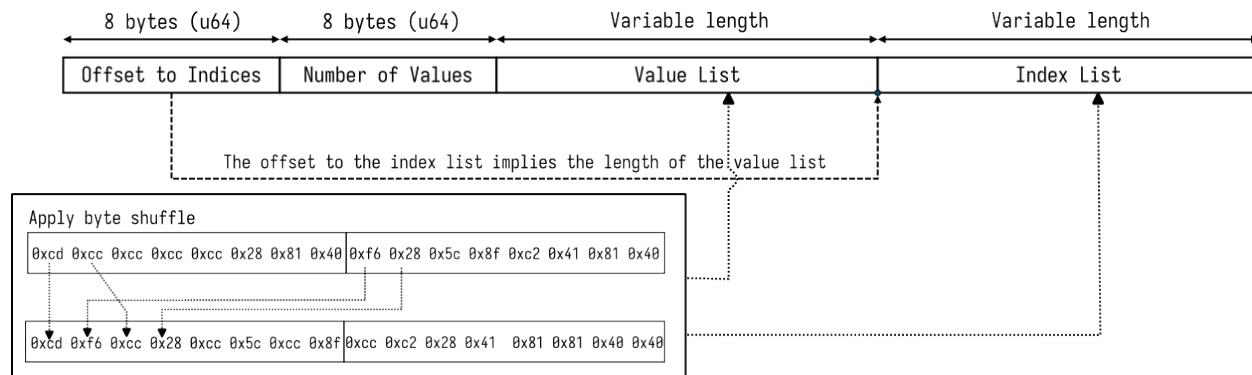 8 bytes (u64) 8 bytes (u64) Variable length Variable length
Offset to Indices Number of Values Value List Index List
The offset to the index list implies the length of the value list
Apply byte shuffle
0xcd 0xcc 0xcc 0xcc 0xcc 0x28 0x81 0x40 0xf6 0x28 0x5c 0x8f 0xc2 0x41 0x81 0x40
0xcd 0xf6 0xcc 0x28 0xcc 0x5c 0xcc 0x8f 0xcc 0xc2 0x28 0x41 0x81 0x81 0x40 0x40